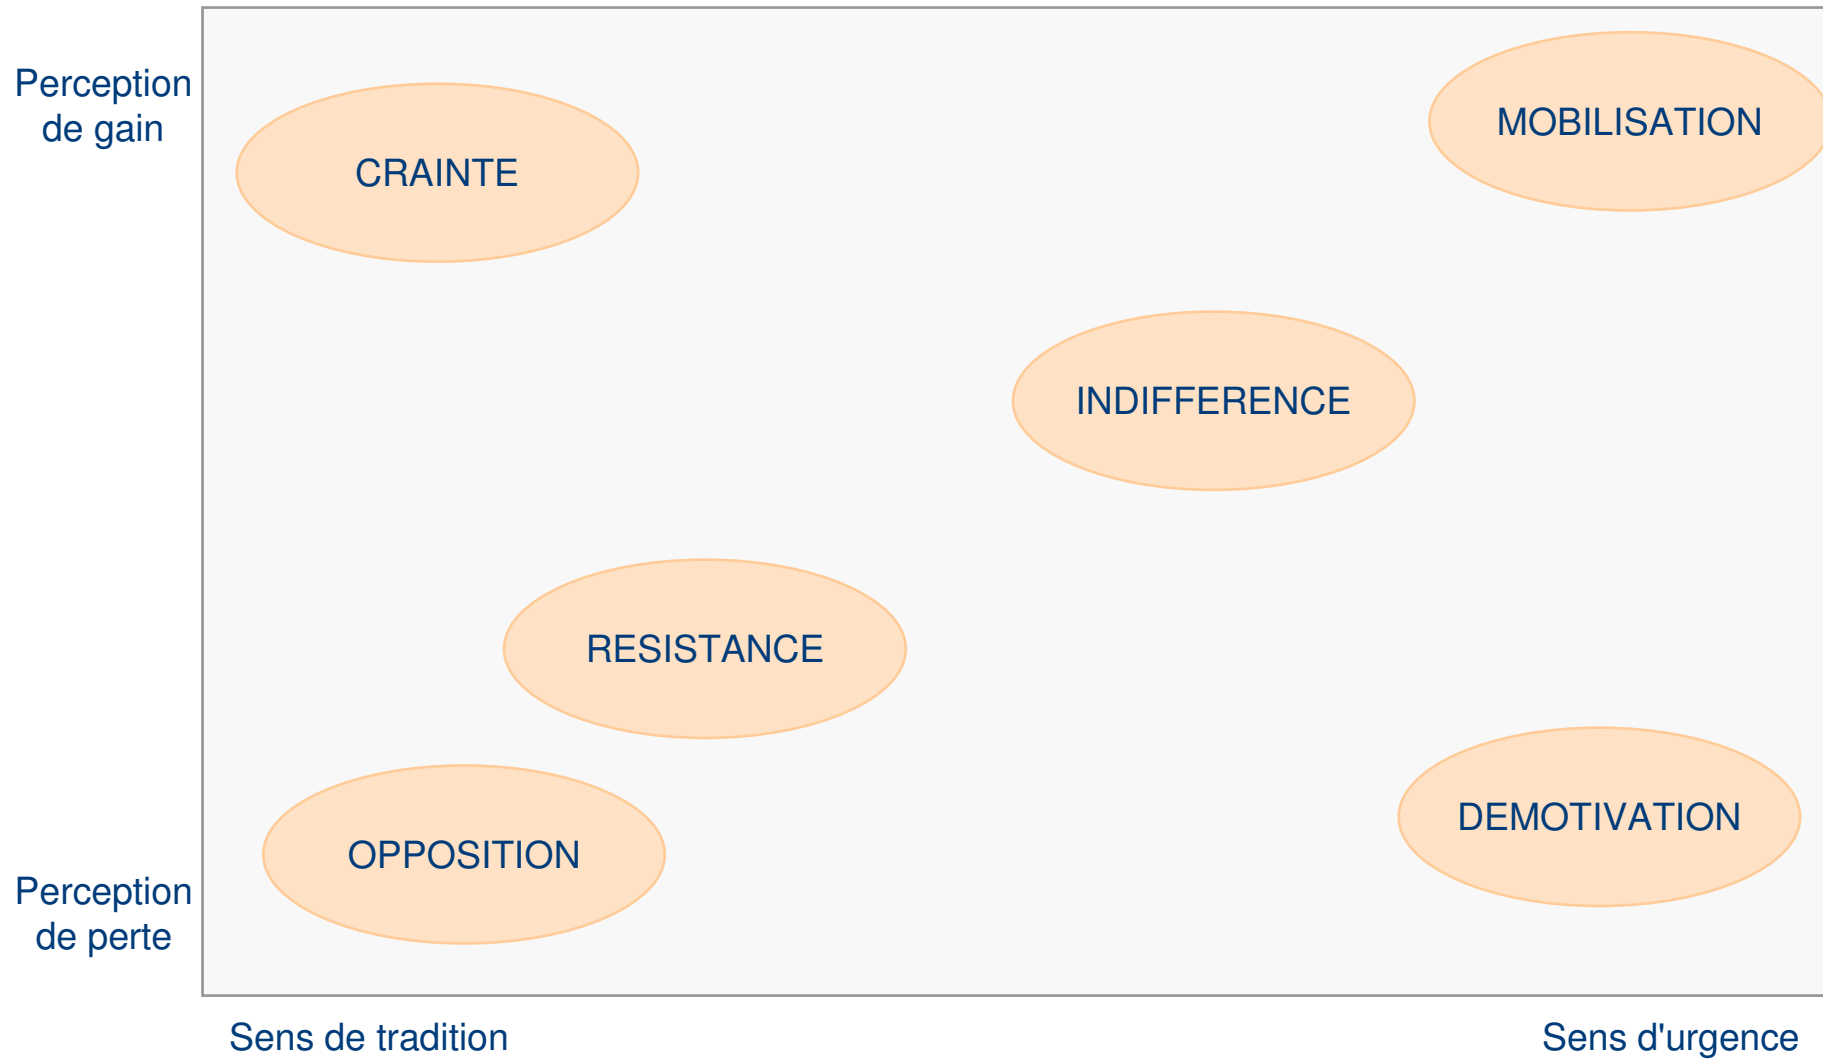 Perception
de gain
CRAINTE
MOBILISATION
INDIFFERENCE
RESISTANCE
DEMOTIVATION
OPPOSITION
Perception
de perte
Sens de tradition
Sens d'urgence